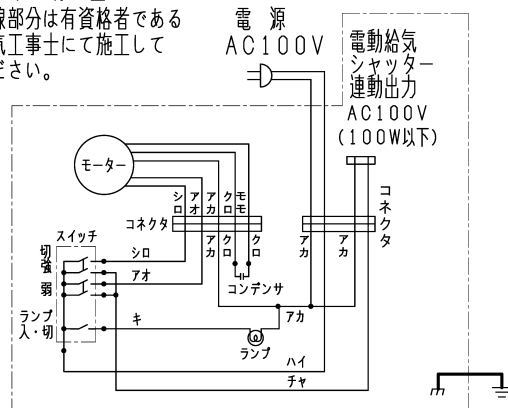 線部分は有資格者である
気工事士にて施工して
ださい。
電 源
AC100V
電動給気
シャッター
連動出力
AC100V
(100W以下)
モーター
シロ
アオ
アカ
クロ
モモ
コネクタ
コネクタ
アカ
クロ
クロ
アカ
アカ
スイッチ
切
強
弱
シロ
アオ
コンデンサ
ランプ
入・切
キ
アカ
ランプ
ハイ
チャ